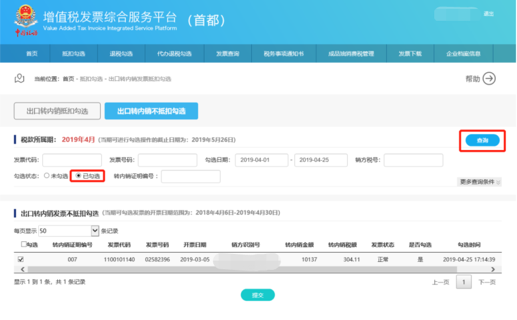 增值税发票综合服务平台 （首都）
Value Added Tax Invoice Integrated Service Platform
退出
首页 抵扣勾选 退税勾选 代办退税勾选 发票查询 税务事项通知书 成品油消费税管理 发票下载 企业档案信息
当前位置：首页 - 抵扣勾选 - 出口转内销发票抵扣勾选
帮助
出口转内销抵扣勾选 出口转内销不抵扣勾选
税款所属期： 2019年4月 (当期可进行勾选操作的截止日期为：2019年5月26日)
查询
发票代码： 发票号码： 勾选日期： 2019-04-01 - 2019-04-25 销方税号：
勾选状态： 未勾选 已勾选 转内销证明编号：
更多查询条件
出口转内销发票不抵扣勾选 (当期可勾选发票的开票日期范围为：2018年4月6日-2019年4月30日)
每页显示 50 条记录
勾选 转内销证明编号 发票代码 发票号码 开票日期 销方识别号 转内销金额 转内销税额 发票状态 是否勾选 勾选时间
007 1100101140 02582396 2019-03-05 10137 304.11 正常 是 2019-04-25 17:14:39
显示 1 到 1 条，共 1 条记录
上一页 1 下一页
提交